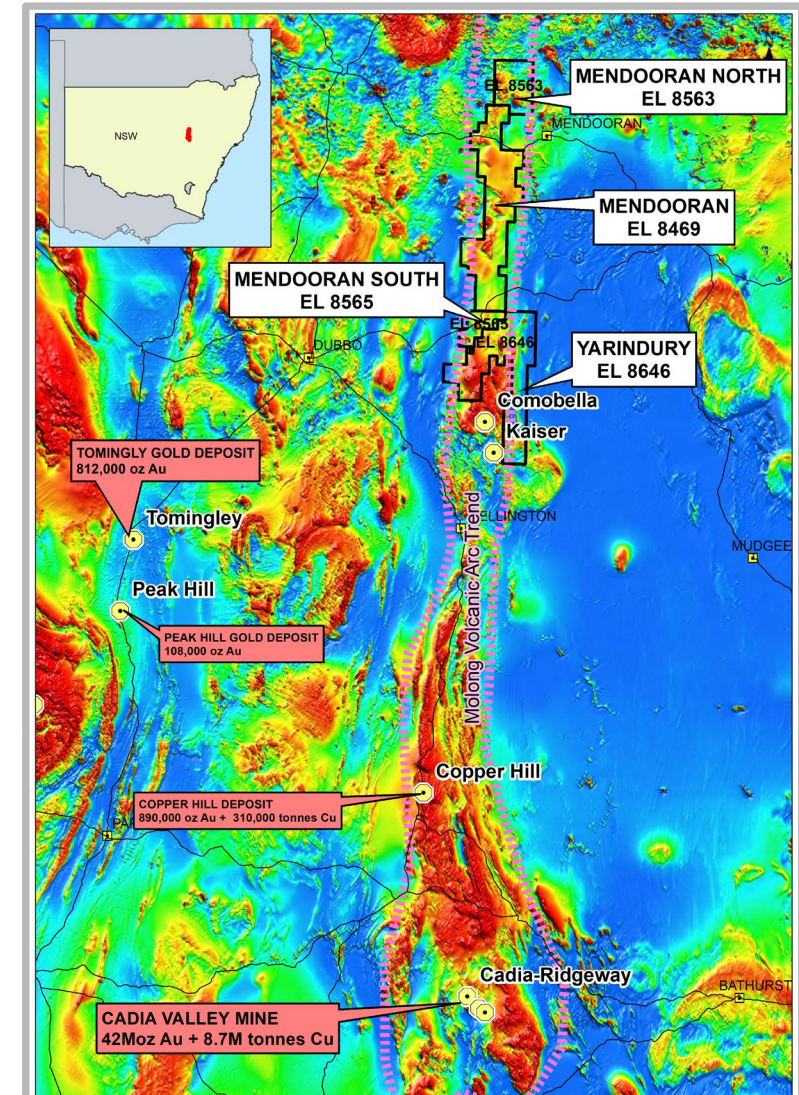 NSW
EL 8563
MENDOORAN NORTH
EL 8563
MENDOORAN
MENDOORAN
EL 8469
MENDOORAN SOUTH
EL 8565
EL 8565
EL 8646
DUBBO
YARINDURY
EL 8646
Comobella
Kaiser
TOMINGLY GOLD DEPOSIT
812,000 oz Au
Tomingley
ELLINGTON
MUDGEE
Molong Volcanic Arc Trend
Peak Hill
PEAK HILL GOLD DEPOSIT
108,000 oz Au
Copper Hill
COPPER HILL DEPOSIT
890,000 oz Au + 310,000 tonnes Cu
Cadia-Ridgeway
BATHURST
CADIA VALLEY MINE
42Moz Au + 8.7M tonnes Cu